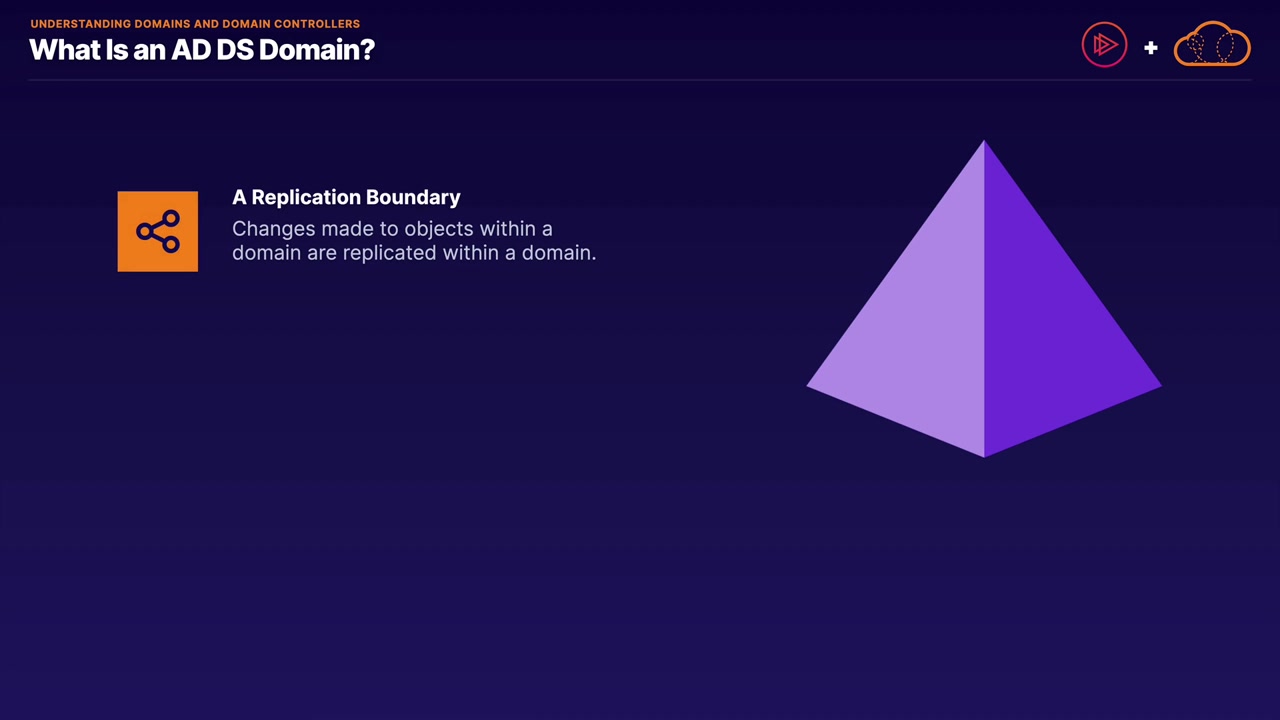 UNDERSTANDING DOMAINS AND DOMAIN CONTROLLERS
What Is an AD DS Domain?
+
A Replication Boundary
Changes made to objects within a
domain are replicated within a domain.